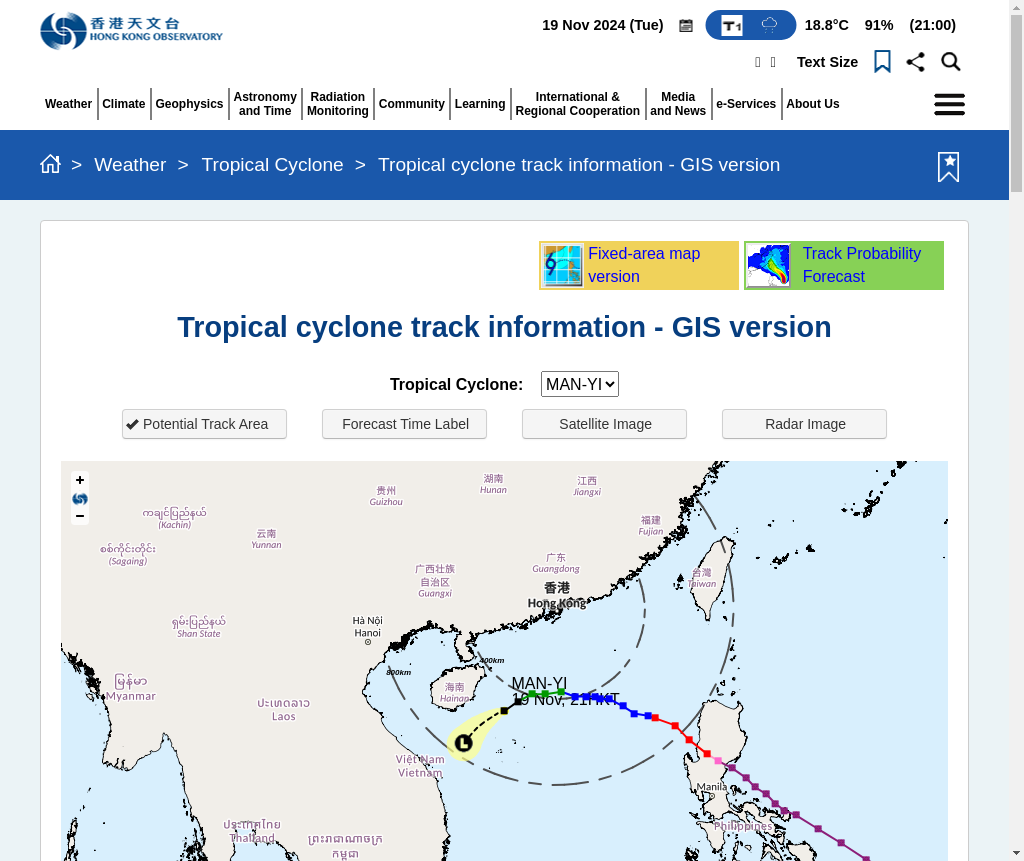 香港天文台
HONG KONG OBSERVATORY
19 Nov 2024 (Tue)
T1
18.8°C 91% (21:00)
Text Size
Weather
Climate
Geophysics
Astronomy
and Time
Radiation
Monitoring
Community
Learning
International &
Regional Cooperation
Media
and News
e-Services
About Us
> Weather > Tropical Cyclone > Tropical cyclone track information - GIS version
Fixed-area map
version
Track Probability
Forecast
Tropical cyclone track information - GIS version
Tropical Cyclone: MAN-YI
Potential Track Area
Forecast Time Label
Satellite Image
Radar Image
+
−
湖南
Hunan
江西
Jiangxi
贵州
Guizhou
ကချင်ပြည်နယ်
(Kachin)
福建
Fujian
云南
Yunnan
စစ်ကိုင်းတိုင်း
(Sagaing)
广东
Guangdong
广西壮族
自治区
Guangxi
台灣
Taiwan
香港
Hong Kong
ရှမ်းပြည်နယ်
Shan State
Hà Nội
Hanoi
400km
800km
မြန်မာ
Myanmar
海南
Hainan
MAN-YI
19 Nov, 21HKT
ປະເທດລາວ
Laos
L
Việt Nam
Vietnam
Manila
ประเทศไทย
Thailand
Philippines
ព្រះរាជាណាចក្រ
កម្ពុជា